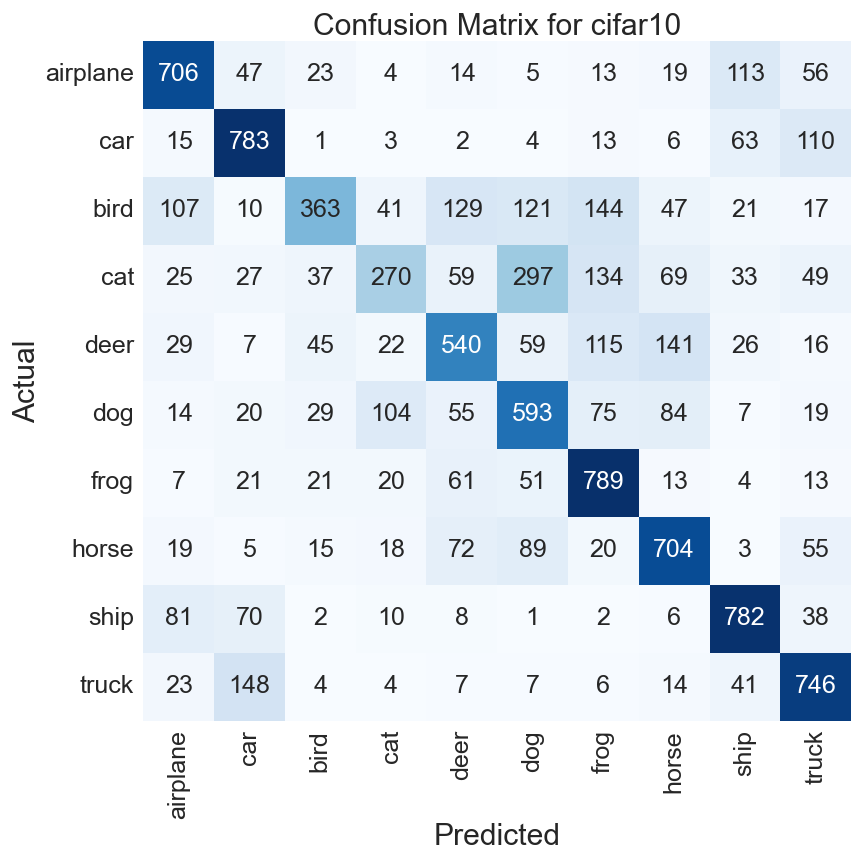 Confusion Matrix for cifar10
airplane 706 47 23 4 14 5 13 19 113 56
car 15 783 1 3 2 4 13 6 63 110
bird 107 10 363 41 129 121 144 47 21 17
cat 25 27 37 270 59 297 134 69 33 49
deer 29 7 45 22 540 59 115 141 26 16
dog 14 20 29 104 55 593 75 84 7 19
frog 7 21 21 20 61 51 789 13 4 13
horse 19 5 15 18 72 89 20 704 3 55
ship 81 70 2 10 8 1 2 6 782 38
truck 23 148 4 4 7 7 6 14 41 746
Actual
airplane car bird cat deer dog frog horse ship truck
Predicted